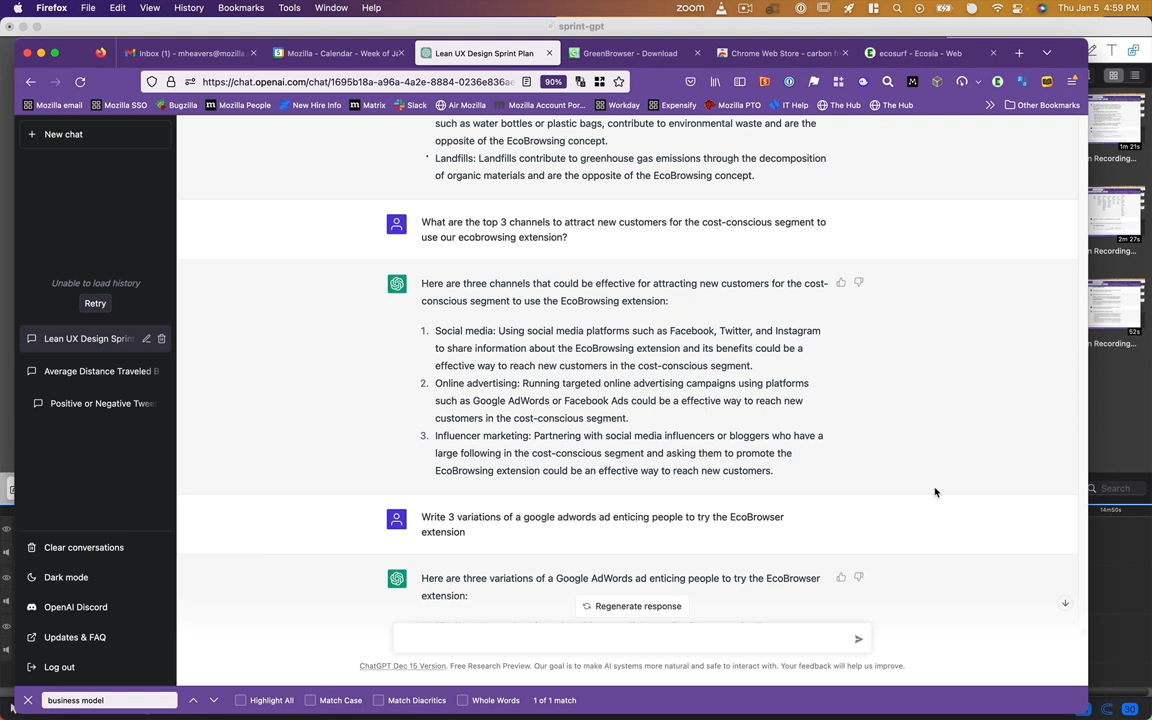 Firefox File Edit View History Bookmarks Tools Window Help zoom Thu Jan 5 4:59 PM
sprint-gpt
Inbox (1) - mheavers@mozilla Mozilla - Calendar - Week of Ja Lean UX Design Sprint Plan GreenBrowser - Download Chrome Web Store - carbon f ecosurf - Ecosia - Web
https://chat.openai.com/chat/1695b18a-a96a-4a2e-8884-0236e836ae 90%
Mozilla email Mozilla SSO Bugzilla Mozilla People New Hire Info Matrix Slack Air Mozilla Mozilla Account Por... Workday Expensify Mozilla PTO IT Help The Hub The Hub Other Bookmarks
New chat
Unable to load history
Retry
Lean UX Design Sprint
Average Distance Traveled B
Positive or Negative Twee
Clear conversations
Dark mode
OpenAI Discord
Updates & FAQ
Log out
such as water bottles or plastic bags, contribute to environmental waste and are the
opposite of the EcoBrowsing concept.
• Landfills: Landfills contribute to greenhouse gas emissions through the decomposition
of organic materials and are the opposite of the EcoBrowsing concept.
What are the top 3 channels to attract new customers for the cost-conscious segment to
use our ecobrowsing extension?
Here are three channels that could be effective for attracting new customers for the cost-
conscious segment to use the EcoBrowsing extension:
1. Social media: Using social media platforms such as Facebook, Twitter, and Instagram
to share information about the EcoBrowsing extension and its benefits could be a
effective way to reach new customers in the cost-conscious segment.
2. Online advertising: Running targeted online advertising campaigns using platforms
such as Google AdWords or Facebook Ads could be a effective way to reach new
customers in the cost-conscious segment.
3. Influencer marketing: Partnering with social media influencers or bloggers who have a
large following in the cost-conscious segment and asking them to promote the
EcoBrowsing extension could be an effective way to reach new customers.
Write 3 variations of a google adwords ad enticing people to try the EcoBrowser
extension
Here are three variations of a Google AdWords ad enticing people to try the EcoBrowser
extension:
Regenerate response
ChatGPT Dec 15 Version. Free Research Preview. Our goal is to make AI systems more natural and safe to interact with. Your feedback will help us improve.
business model Highlight All Match Case Match Diacritics Whole Words 1 of 1 match
1m 21s
n Recording...
2m 27s
n Recording...
52s
n Recording...
Search
14m50s
30